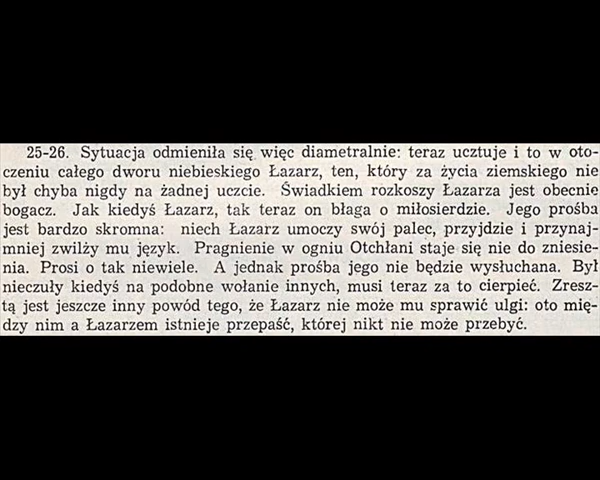 25-26. Sytuacja odmieniła się więc diametralnie: teraz ucztuje i to w oto-
czeniu całego dworu niebieskiego Łazarz, ten, który za życia ziemskiego nie
był chyba nigdy na żadnej uczcie. Świadkiem rozkoszy Łazarza jest obecnie
bogacz. Jak kiedyś Łazarz, tak teraz on błaga o miłosierdzie. Jego prośba
jest bardzo skromna: niech Łazarz umoczy swój palec, przyjdzie i przynaj-
mniej zwilży mu język. Pragnienie w ogniu Otchłani staje się nie do zniesie-
nia. Prosi o tak niewiele. A jednak prośba jego nie będzie wysłuchana. Był
nieczuły kiedyś na podobne wołanie innych, musi teraz za to cierpieć. Zresz-
tą jest jeszcze inny powód tego, że Łazarz nie może mu sprawić ulgi: oto mię-
dzy nim a Łazarzem istnieje przepaść, której nikt nie może przebyć.